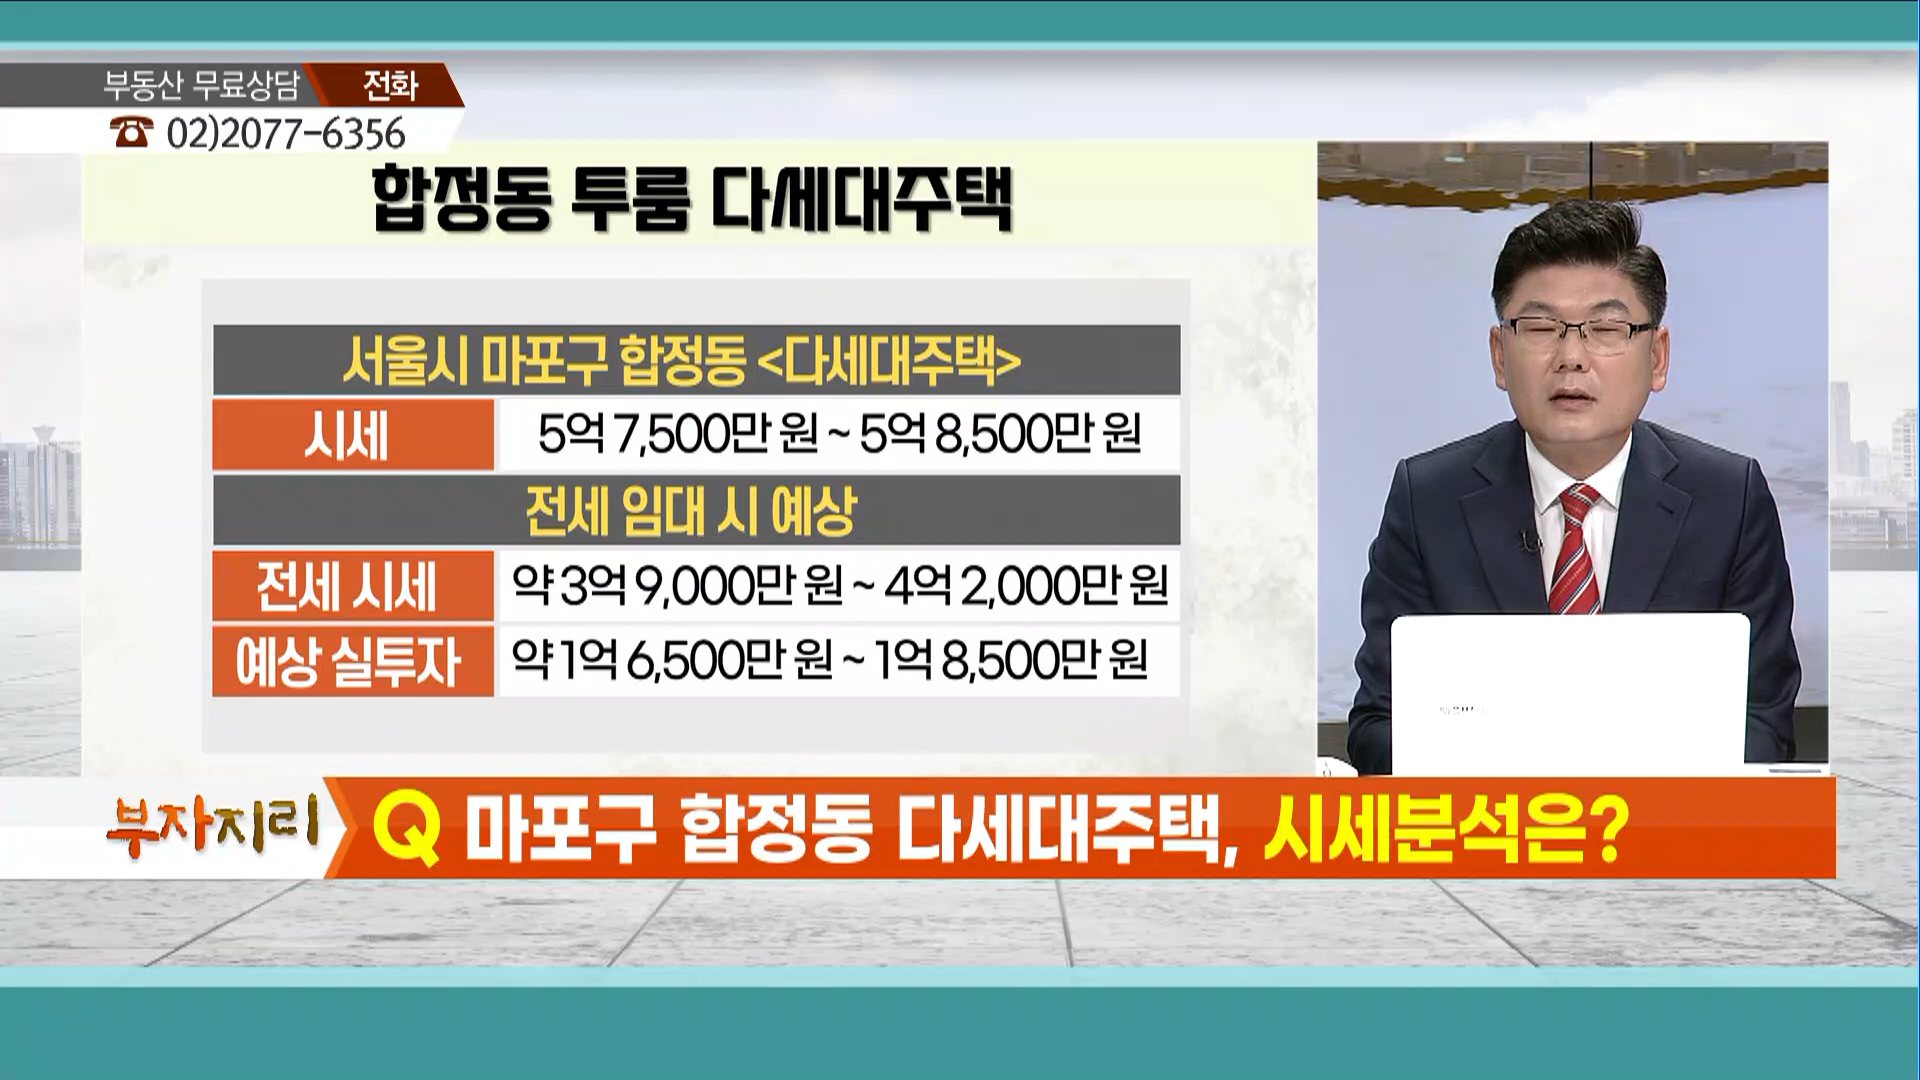 부동산 무료상담 전화
02)2077-6356
합정동 투룸 다세대주택
서울시 마포구 합정동 <다세대주택>
시세 5억 7,500만 원 ~ 5억 8,500만 원
전세 임대 시 예상
전세 시세 약 3억 9,000만 원 ~ 4억 2,000만 원
예상 실투자 약 1억 6,500만 원 ~ 1억 8,500만 원
부자지리 Q 마포구 합정동 다세대주택, 시세분석은?